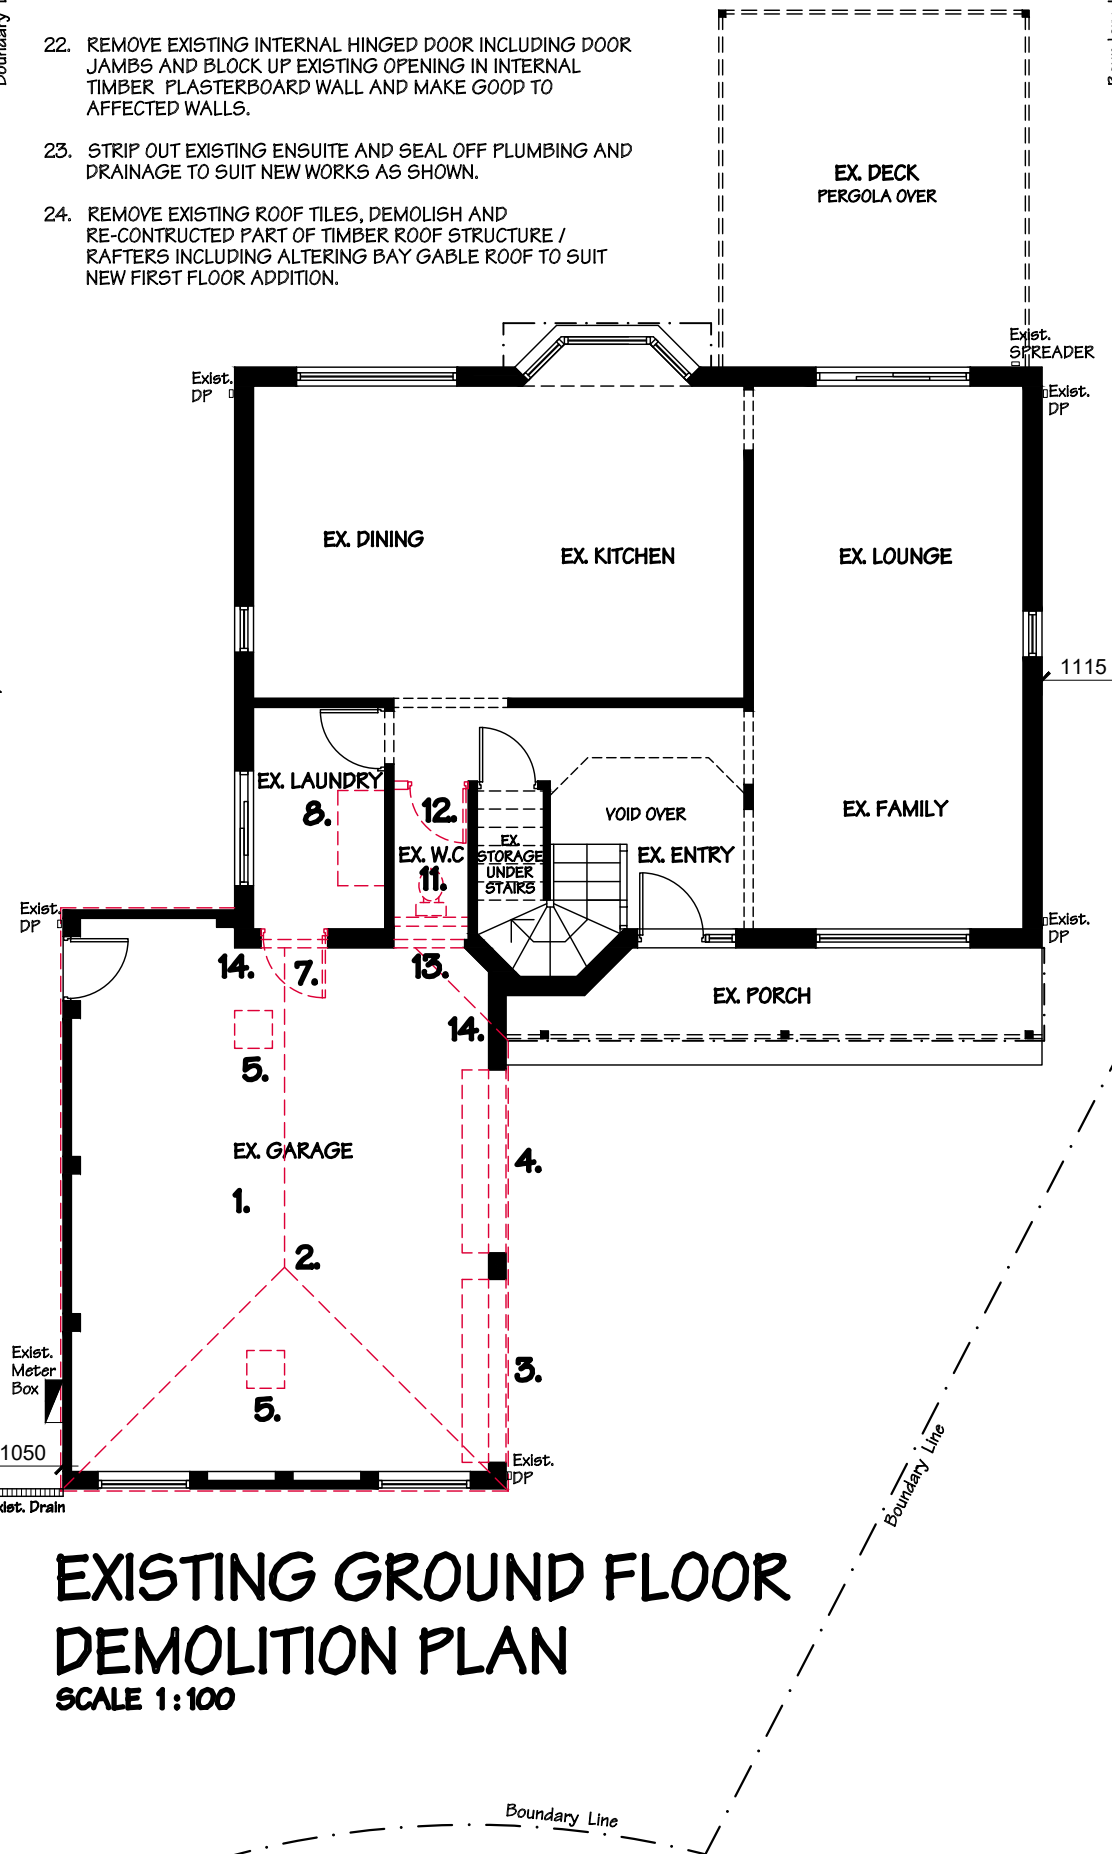 22. REMOVE EXISTING INTERNAL HINGED DOOR INCLUDING DOOR
JAMBS AND BLOCK UP EXISTING OPENING IN INTERNAL
TIMBER PLASTERBOARD WALL AND MAKE GOOD TO
AFFECTED WALLS.
23. STRIP OUT EXISTING ENSUITE AND SEAL OFF PLUMBING AND
DRAINAGE TO SUIT NEW WORKS AS SHOWN.
24. REMOVE EXISTING ROOF TILES, DEMOLISH AND
RE-CONTRUCTED PART OF TIMBER ROOF STRUCTURE /
RAFTERS INCLUDING ALTERING BAY GABLE ROOF TO SUIT
NEW FIRST FLOOR ADDITION.
EX. DECK
PERGOLA OVER
Exist.
SPREADER
Exist.
DP
Exist.
DP
EX. DINING
EX. KITCHEN
EX. LOUNGE
1115
EX. LAUNDRY
8.
12.
VOID OVER
EX. FAMILY
EX. W.C
11.
EX.
STORAGE
UNDER
STAIRS
EX. ENTRY
Exist.
DP
Exist.
DP
14.
7.
13.
EX. PORCH
14.
5.
EX. GARAGE
4.
1.
2.
Exist.
Meter
Box
3.
5.
1050
Exist.
DP
xist. Drain
Boundary Line
EXISTING GROUND FLOOR
DEMOLITION PLAN
SCALE 1:100
Boundary Line